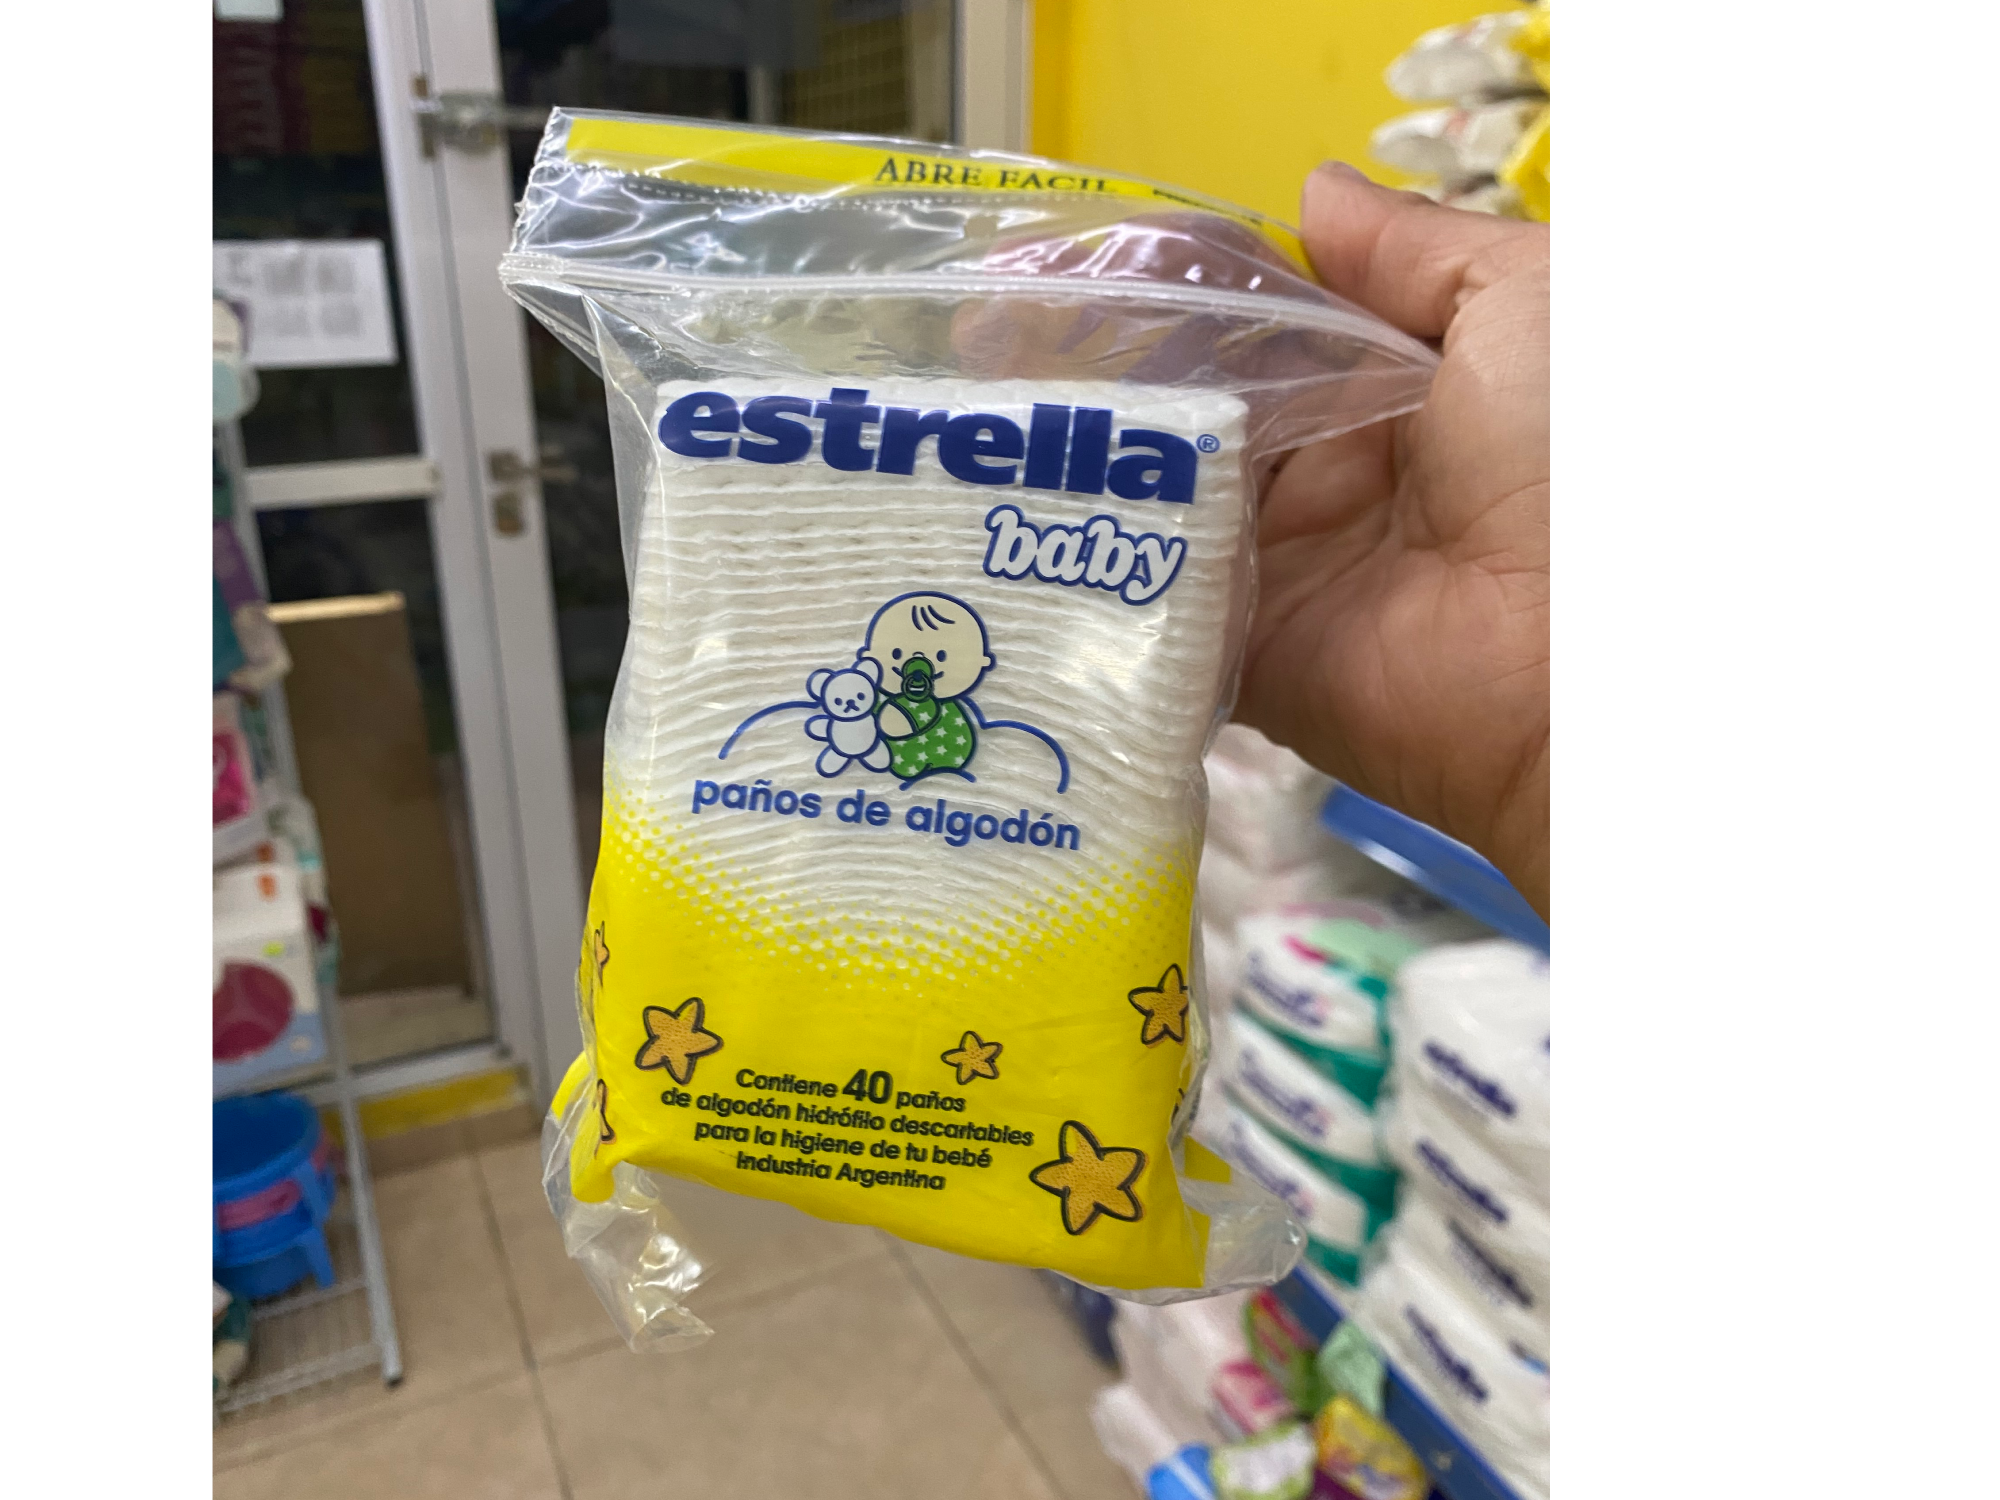 ABRE FACIL
estrella®
baby
paños de algodón
Contiene 40 paños
de algodón hidrófilo descartables
para la higiene de tu bebé
Industria Argentina